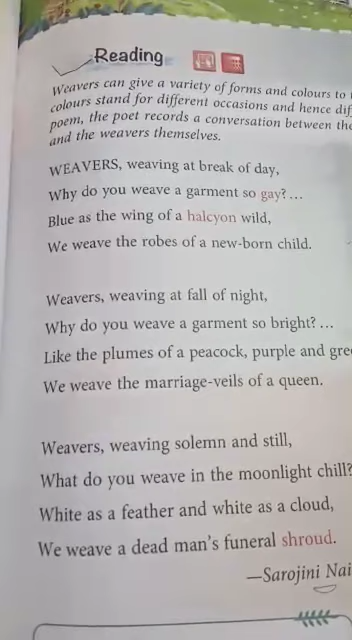 Reading
Weavers can give a variety of forms and colours to
colours stand for different occasions and hence
poem, the poet records a conversation between
and the weavers themselves.
WEAVERS, weaving at break of day,
Why do you weave a garment so gay? ...
Blue as the wing of a halcyon wild,
We weave the robes of a new-born child.
Weavers, weaving at fall of night,
Why do you weave a garment so bright? ...
Like the plumes of a peacock, purple and
We weave the marriage-veils of a queen.
Weavers, weaving solemn and still,
What do you weave in the moonlight chill?
White as a feather and white as a cloud,
We weave a dead man's funeral shroud.
—Sarojini